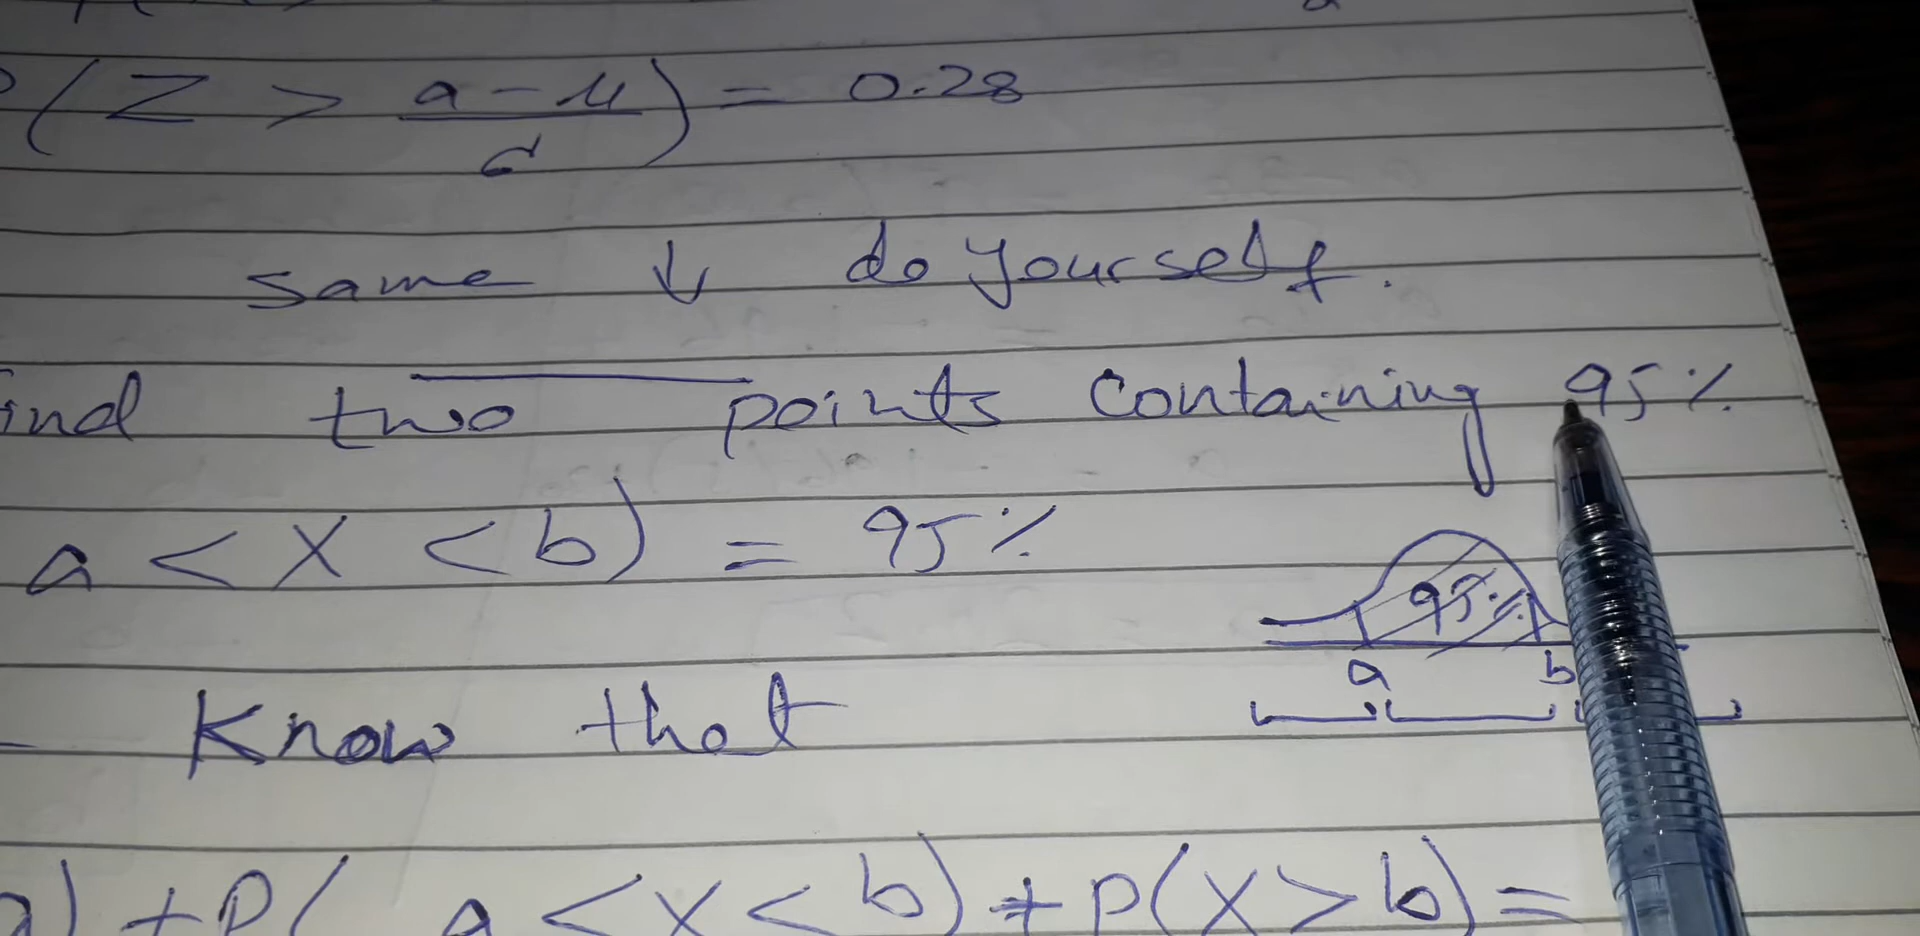 (Z > a - μ / σ) = 0.28
same ↓ do yourself.
ind two points containing 95%
a < X < b) = 95%
95%
a b
Know that
) + P( a < X < b) + P(X > b) =